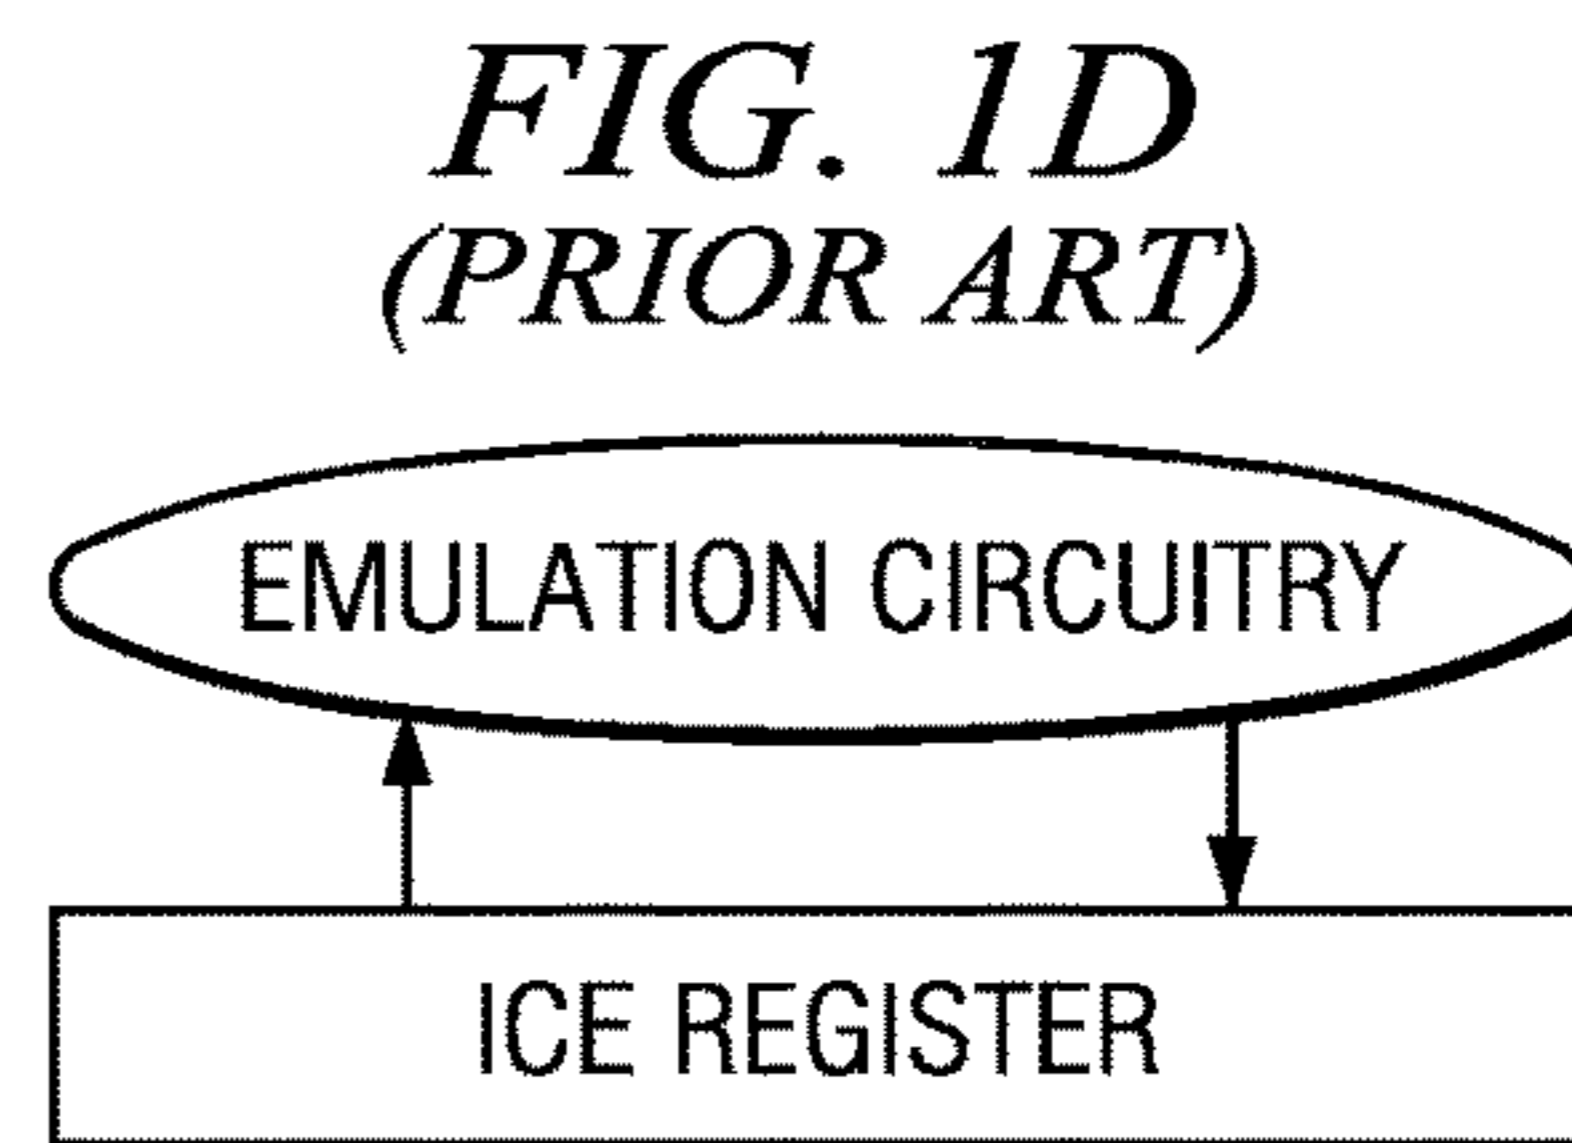 FIG. 1D
(PRIOR ART)
EMULATION CIRCUITRY
ICE REGISTER